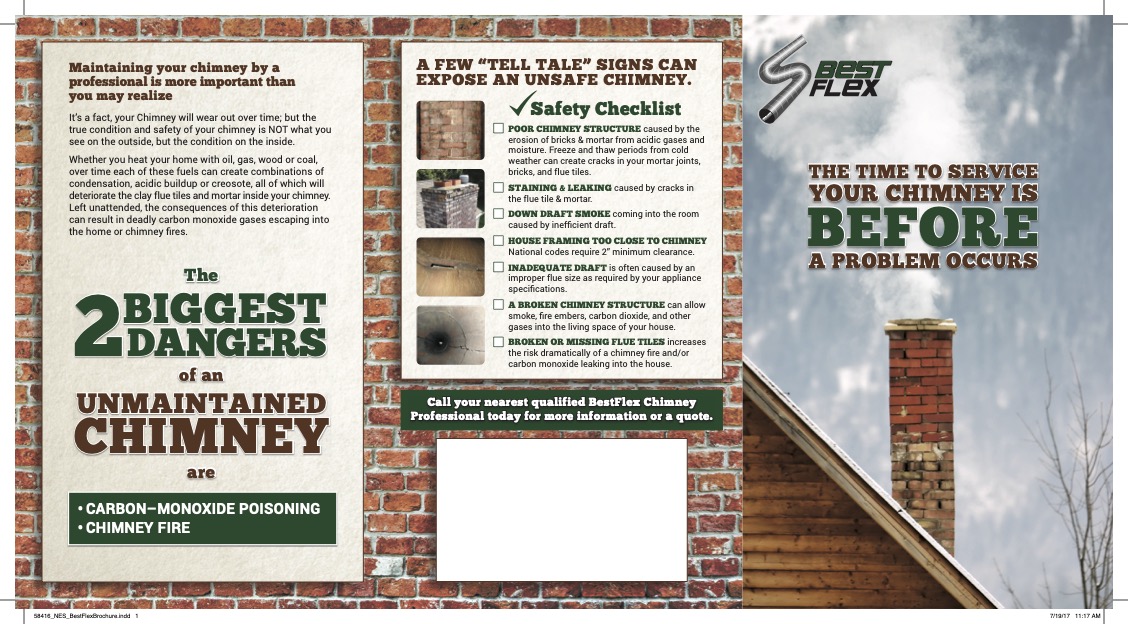 Maintaining your chimney by a
professional is more important than
you may realize
It's a fact, your Chimney will wear out over time; but the
true condition and safety of your chimney is NOT what you
see on the outside, but the condition on the inside.
Whether you heat your home with oil, gas, wood or coal,
over time each of these fuels can create combinations of
condensation, acidic buildup or creosote, all of which will
deteriorate the clay flue tiles and mortar inside your chimney.
Left unattended, the consequences of this deterioration
can result in deadly carbon monoxide gases escaping into
the home or chimney fires.
The
2 BIGGEST
DANGERS
of an
UNMAINTAINED
CHIMNEY
are
• CARBON–MONOXIDE POISONING
• CHIMNEY FIRE
A FEW “TELL TALE” SIGNS CAN
EXPOSE AN UNSAFE CHIMNEY.
Safety Checklist
POOR CHIMNEY STRUCTURE caused by the
erosion of bricks & mortar from acidic gases and
moisture. Freeze and thaw periods from cold
weather can create cracks in your mortar joints,
bricks, and flue tiles.
STAINING & LEAKING caused by cracks in
the flue tile & mortar.
DOWN DRAFT SMOKE coming into the room
caused by inefficient draft.
HOUSE FRAMING TOO CLOSE TO CHIMNEY
National codes require 2" minimum clearance.
INADEQUATE DRAFT is often caused by an
improper flue size as required by your appliance
specifications.
A BROKEN CHIMNEY STRUCTURE can allow
smoke, fire embers, carbon dioxide, and other
gases into the living space of your house.
BROKEN OR MISSING FLUE TILES increases
the risk dramatically of a chimney fire and/or
carbon monoxide leaking into the house.
Call your nearest qualified BestFlex Chimney
Professional today for more information or a quote.
BEST
FLEX
THE TIME TO SERVICE
YOUR CHIMNEY IS
BEFORE
A PROBLEM OCCURS
58416_NES_BestFlexBrochure.indd 1
7/19/17 11:17 AM